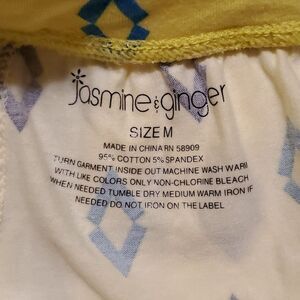 Jasmine & ginger
SIZE M
MADE IN CHINA RN 58909
95% COTTON 5% SPANDEX
TURN GARMENT INSIDE OUT MACHINE WASH WARM
WITH LIKE COLORS ONLY NON-CHLORINE BLEACH
WHEN NEEDED TUMBLE DRY MEDIUM WARM IRON IF
NEEDED DO NOT IRON ON THE LABEL